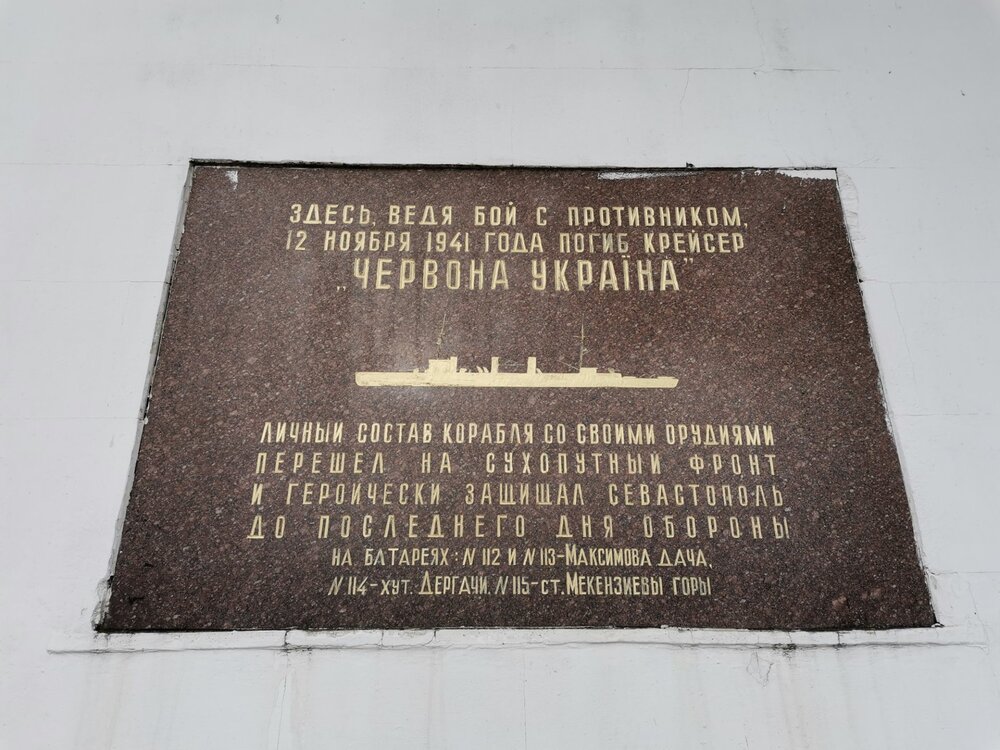 ЗДЕСЬ, ВЕДЯ БОЙ С ПРОТИВНИКОМ,
12 НОЯБРЯ 1941 ГОДА ПОГИБ КРЕЙСЕР
„ЧЕРВОНА УКРАЇНА”
ЛИЧНЫЙ СОСТАВ КОРАБЛЯ СО СВОИМИ ОРУДИЯМИ
ПЕРЕШЕЛ НА СУХОПУТНЫЙ ФРОНТ
И ГЕРОИЧЕСКИ ЗАЩИЩАЛ СЕВАСТОПОЛЬ
ДО ПОСЛЕДНЕГО ДНЯ ОБОРОНЫ
НА БАТАРЕЯХ: N 112 И N 113-МАКСИМОВА ДАЧА,
N 114-ХУТ. ДЕРГАЧИ, N 115-СТ. МЕКЕНЗИЕВЫ ГОРЫ